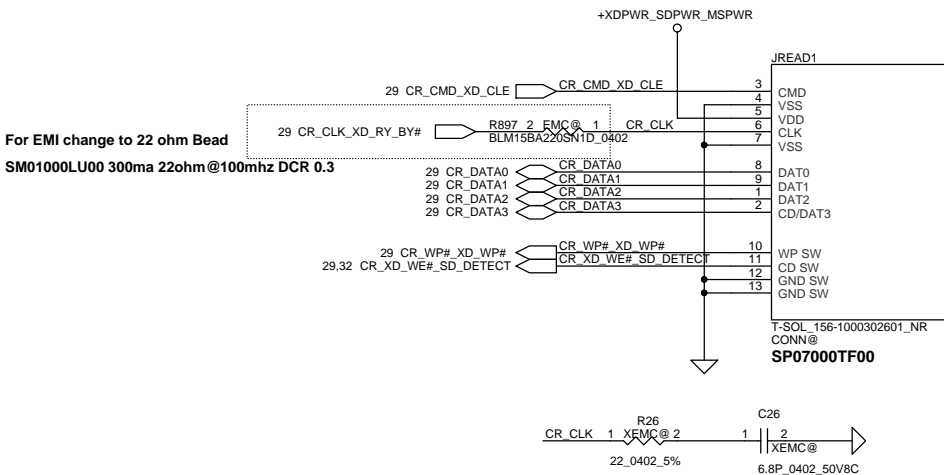 +XDPWR_SDPWR_MSPWR
JREAD1
29 CR_CMD_XD_CLE CR_CMD_XD_CLE 3 CMD
4 VSS
5 VDD
For EMI change to 22 ohm Bead
29 CR_CLK_XD_RY_BY# R897 2 EMC@ 1 CR_CLK 6 CLK
BLM15BA220SN1D_0402
7 VSS
SM01000LU00 300ma 22ohm@100mhz DCR 0.3
29 CR_DATA0 CR_DATA0 8 DAT0
29 CR_DATA1 CR_DATA1 9 DAT1
29 CR_DATA2 CR_DATA2 1 DAT2
29 CR_DATA3 CR_DATA3 2 CD/DAT3
29 CR_WP#_XD_WP# CR_WP#_XD_WP# 10 WP SW
29,32 CR_XD_WE#_SD_DETECT CR_XD_WE#_SD_DETECT 11 CD SW
12 GND SW
13 GND SW
T-SOL_156-1000302601_NR
CONN@
SP07000TF00
R26 C26
CR_CLK 1 XEMC@ 2 1 2
XEMC@
22_0402_5% 6.8P_0402_50V8C